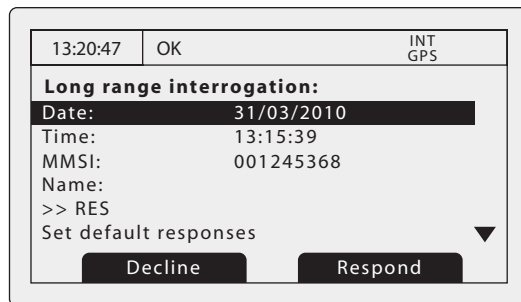 13:20:47 OK INT
GPS
Long range interrogation:
Date: 31/03/2010
Time: 13:15:39
MMSI: 001245368
Name:
>> RES
Set default responses
Decline Respond